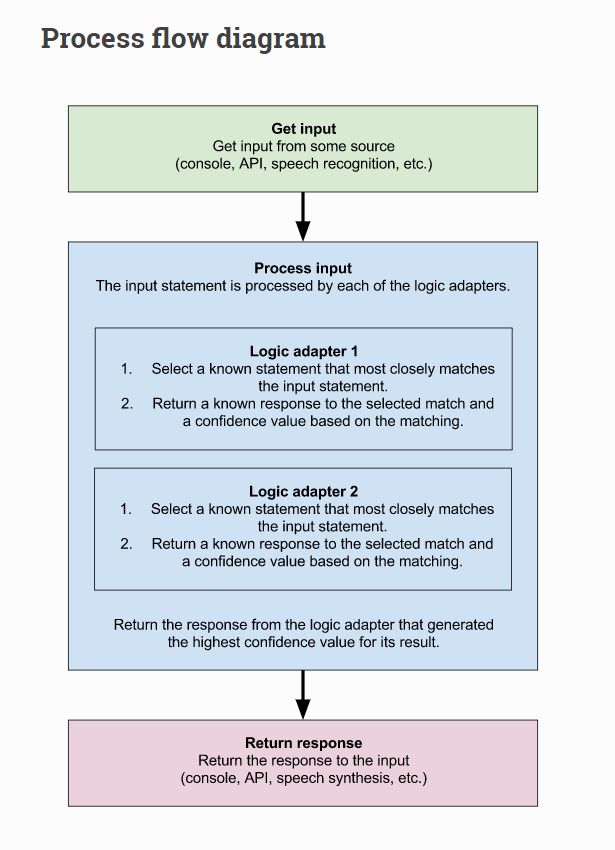 Process flow diagram
Get input
Get input from some source
(console, API, speech recognition, etc.)
Process input
The input statement is processed by each of the logic adapters.
Logic adapter 1
1. Select a known statement that most closely matches
the input statement.
2. Return a known response to the selected match and
a confidence value based on the matching.
Logic adapter 2
1. Select a known statement that most closely matches
the input statement.
2. Return a known response to the selected match and
a confidence value based on the matching.
Return the response from the logic adapter that generated
the highest confidence value for its result.
Return response
Return the response to the input
(console, API, speech synthesis, etc.)